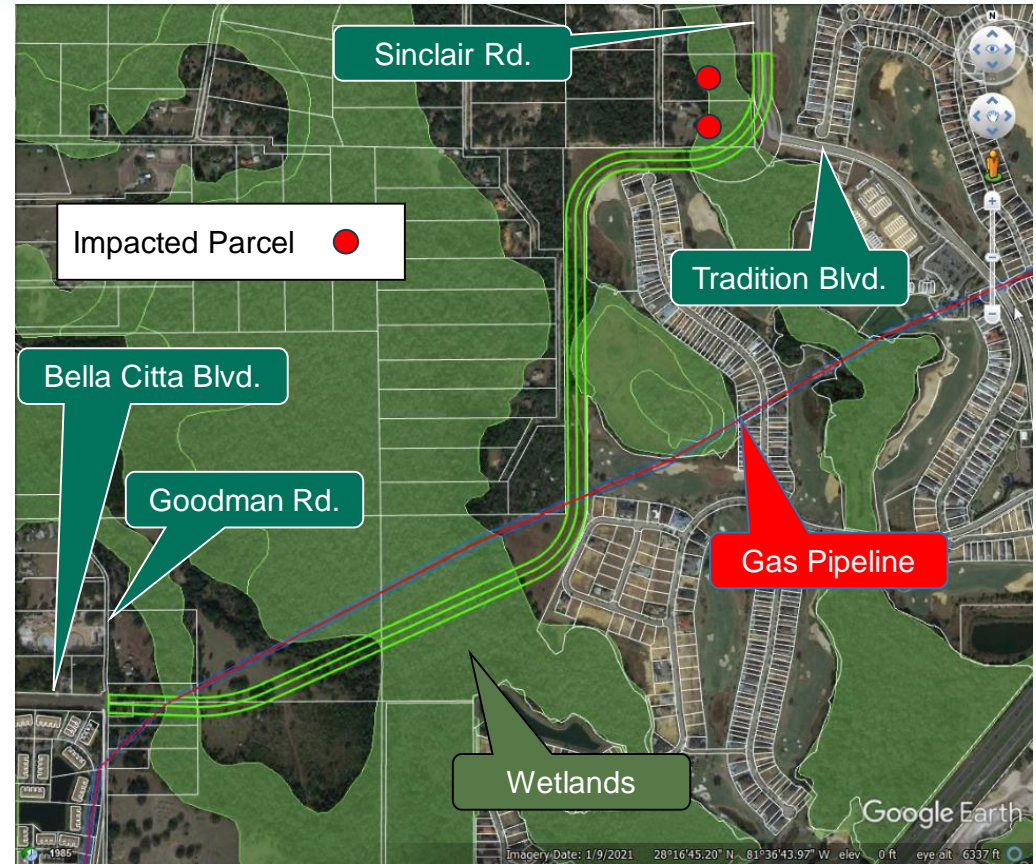 Sinclair Rd.
N
Impacted Parcel
Tradition Blvd.
Bella Citta Blvd.
Goodman Rd.
Gas Pipeline
Wetlands
Google Earth
1985
Imagery Date: 1/9/2021 28°16'45.20" N 81°36'43.97" W elev 0 ft eye alt 6337 ft